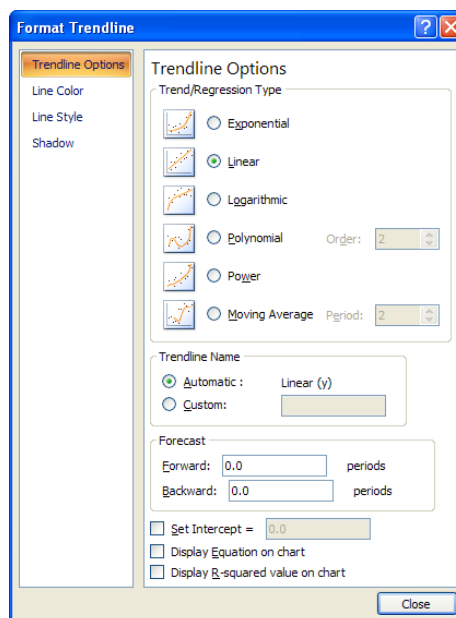 Format Trendline
Trendline Options
Line Color
Line Style
Shadow
Trendline Options
Trend/Regression Type
Exponential
Linear
Logarithmic
Polynomial Order: 2
Power
Moving Average Period: 2
Trendline Name
Automatic : Linear (y)
Custom:
Forecast
Forward: 0.0 periods
Backward: 0.0 periods
Set Intercept = 0.0
Display Equation on chart
Display R-squared value on chart
Close